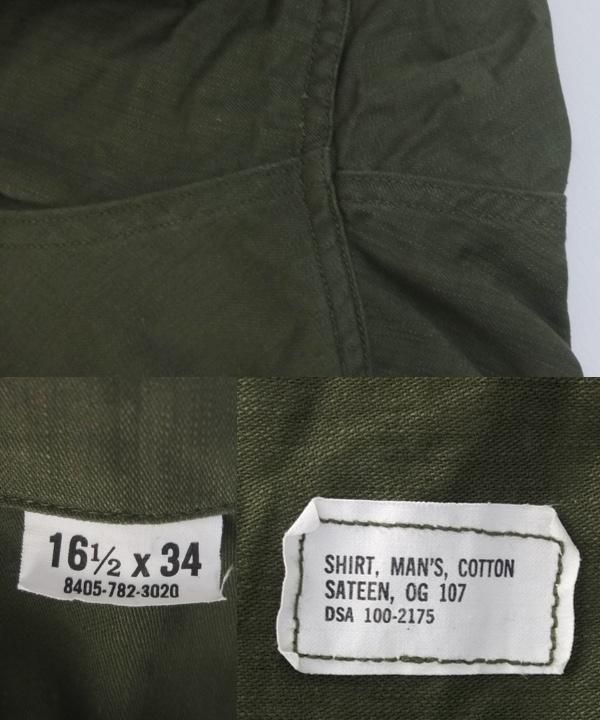 16½ x 34
8405-782-3020
SHIRT, MAN'S, COTTON
SATEEN, OG 107
DSA 100-2175